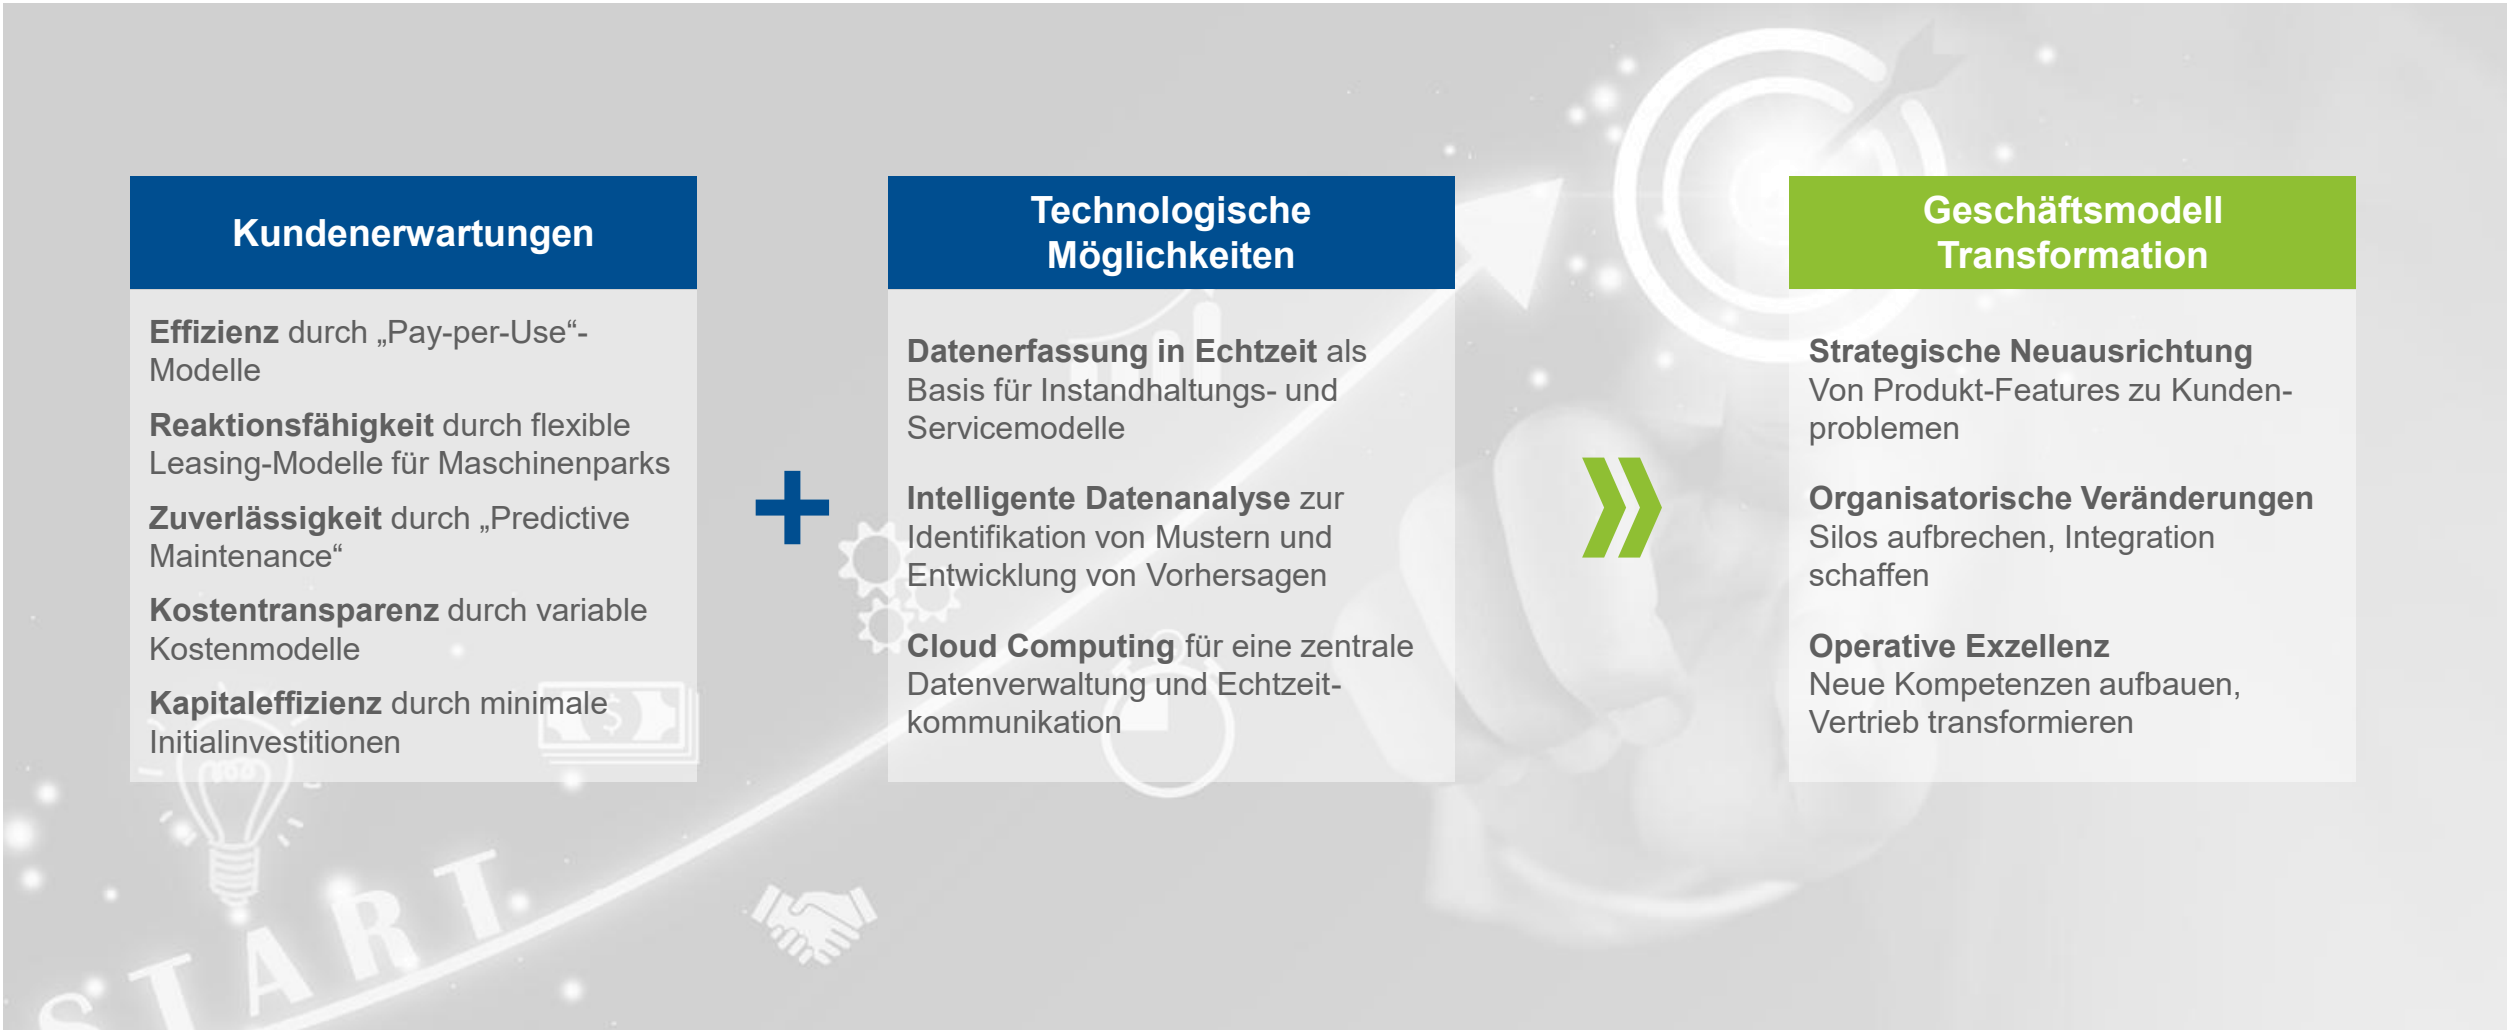 Kundenerwartungen
Effizienz durch „Pay-per-Use“-
Modelle
Reaktionsfähigkeit durch flexible
Leasing-Modelle für Maschinenparks
Zuverlässigkeit durch „Predictive
Maintenance“
Kostentransparenz durch variable
Kostenmodelle
Kapitaleffizienz durch minimale
Initialinvestitionen
+
Technologische
Möglichkeiten
Datenerfassung in Echtzeit als
Basis für Instandhaltungs- und
Servicemodelle
Intelligente Datenanalyse zur
Identifikation von Mustern und
Entwicklung von Vorhersagen
Cloud Computing für eine zentrale
Datenverwaltung und Echtzeit-
kommunikation
Geschäftsmodell
Transformation
Strategische Neuausrichtung
Von Produkt-Features zu Kunden-
problemen
Organisatorische Veränderungen
Silos aufbrechen, Integration
schaffen
Operative Exzellenz
Neue Kompetenzen aufbauen,
Vertrieb transformieren
$
START